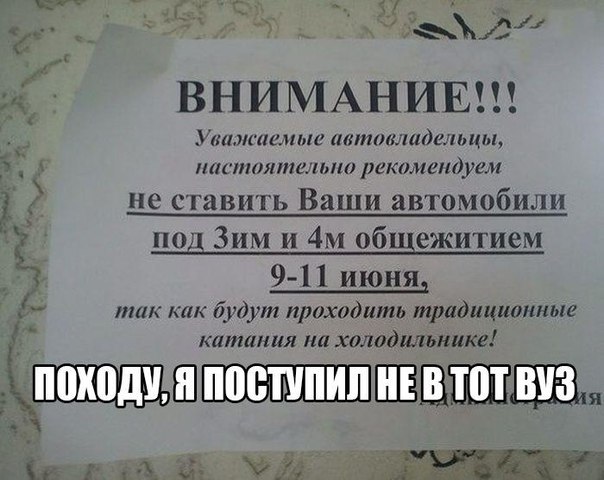 ВНИМАНИЕ!!!
Уважаемые автовладельцы,
настоятельно рекомендуем
не ставить Ваши автомобили
под 3им и 4м общежитием
9-11 июня,
так как будут проходить традиционные
катания на холодильнике!
ПОХОДУ, Я ПОСТУПИЛ НЕ В ТОТ ВУЗ
Администрация